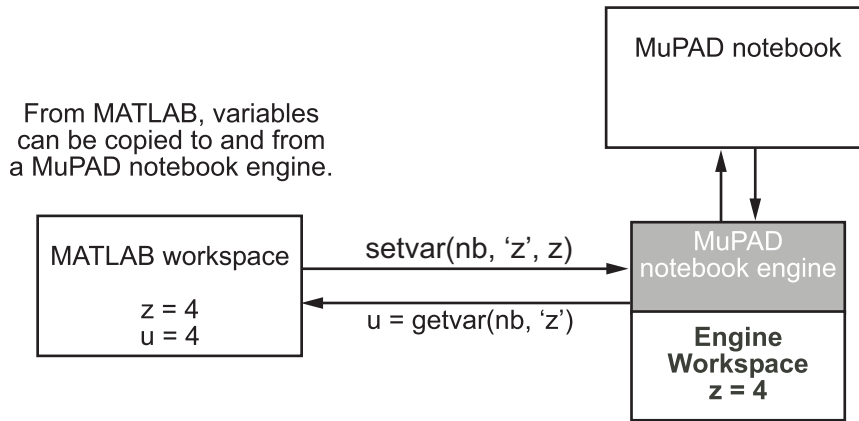 MuPAD notebook
From MATLAB, variables
can be copied to and from
a MuPAD notebook engine.
MATLAB workspace
z = 4
u = 4
setvar(nb, ‘z’, z)
u = getvar(nb, ‘z’)
MuPAD
notebook engine
Engine
Workspace
z = 4